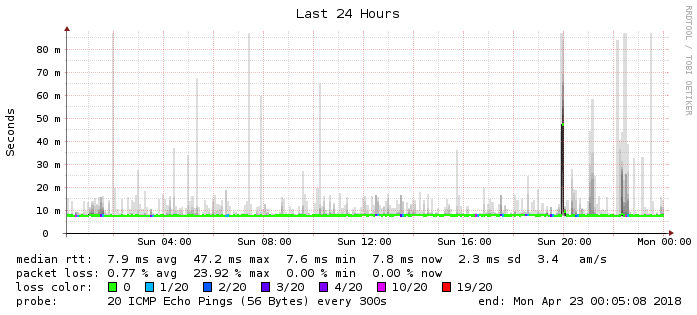 Last 24 Hours
RRDTOOL / TOBI OETIKER
Seconds
80 m
70 m
60 m
50 m
40 m
30 m
20 m
10 m
0
Sun 04:00 Sun 08:00 Sun 12:00 Sun 16:00 Sun 20:00 Mon 00:00
median rtt: 7.9 ms avg 47.2 ms max 7.6 ms min 7.8 ms now 2.3 ms sd 3.4 am/s
packet loss: 0.77 % avg 23.92 % max 0.00 % min 0.00 % now
loss color: 0 1/20 2/20 3/20 4/20 10/20 19/20
probe: 20 ICMP Echo Pings (56 Bytes) every 300s end: Mon Apr 23 00:05:08 2018